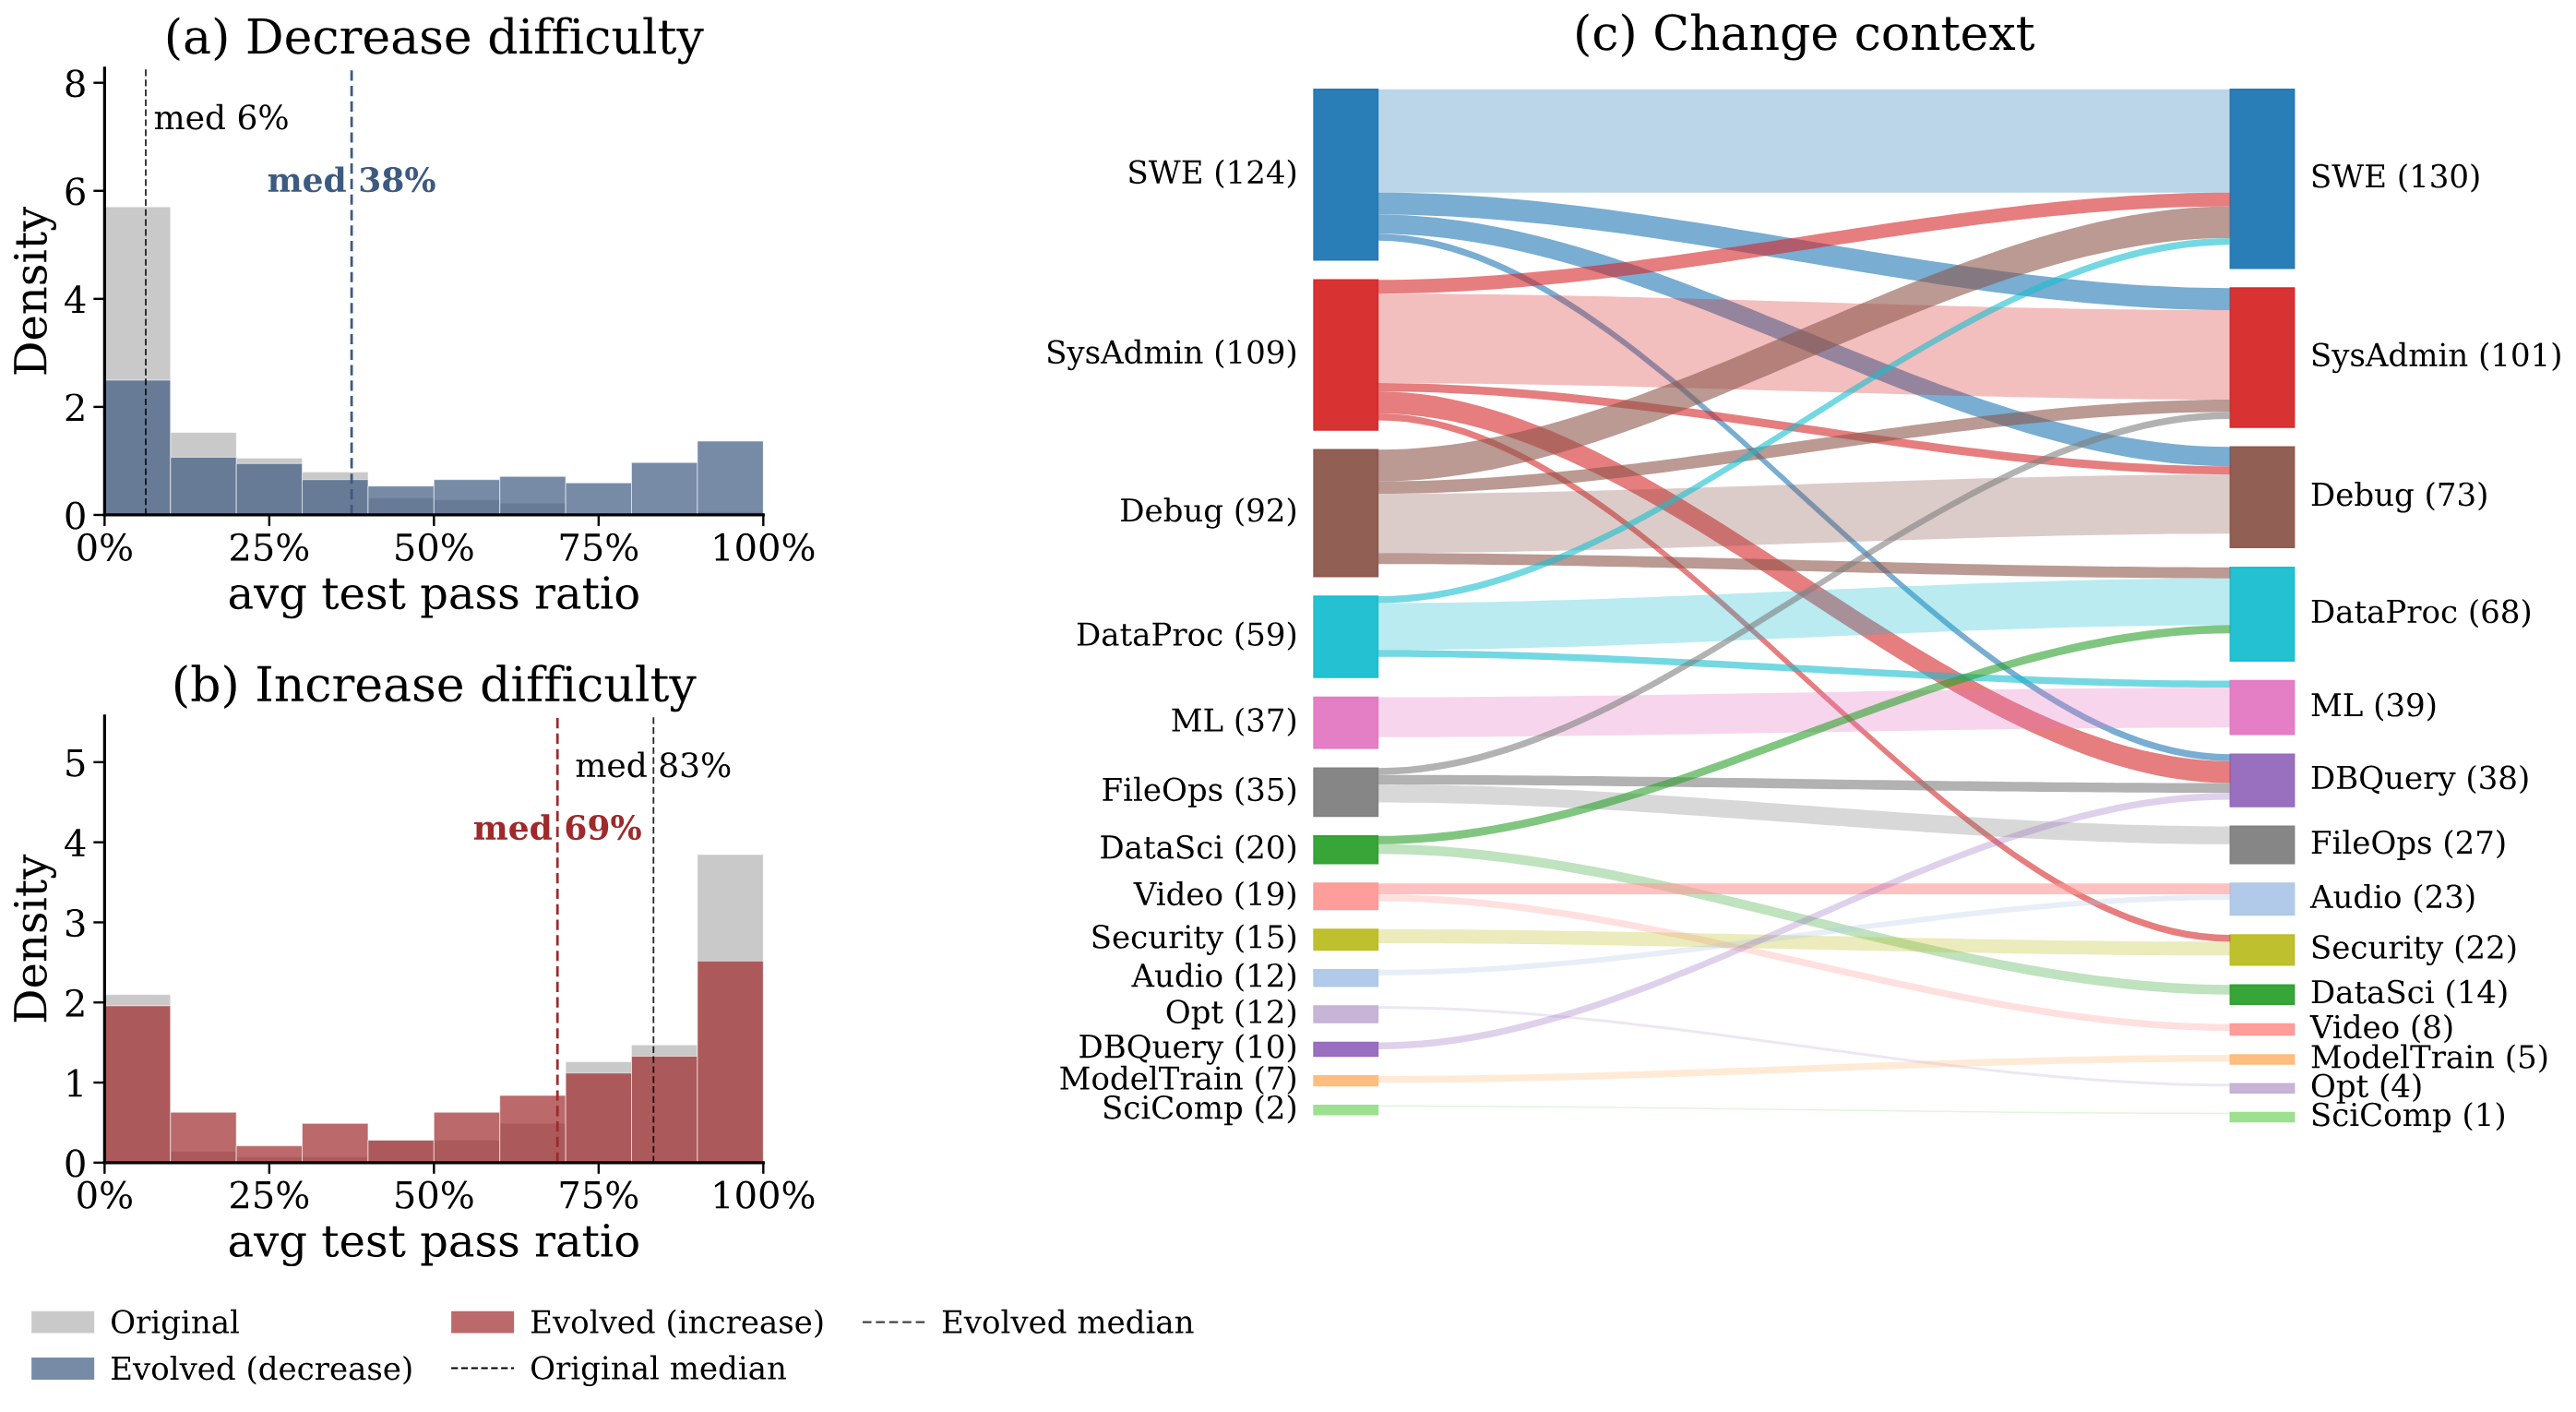 (a) Decrease difficulty
8
6
4
2
0
Density
med 6%
med 38%
0% 25% 50% 75% 100%
avg test pass ratio
(b) Increase difficulty
5
4
3
2
1
0
Density
med 83%
med 69%
0% 25% 50% 75% 100%
avg test pass ratio
Original
Evolved (decrease)
Evolved (increase)
Original median
Evolved median
(c) Change context
SWE (124)
SysAdmin (109)
Debug (92)
DataProc (59)
ML (37)
FileOps (35)
DataSci (20)
Video (19)
Security (15)
Audio (12)
Opt (12)
DBQuery (10)
ModelTrain (7)
SciComp (2)
SWE (130)
SysAdmin (101)
Debug (73)
DataProc (68)
ML (39)
DBQuery (38)
FileOps (27)
Audio (23)
Security (22)
DataSci (14)
Video (8)
ModelTrain (5)
Opt (4)
SciComp (1)